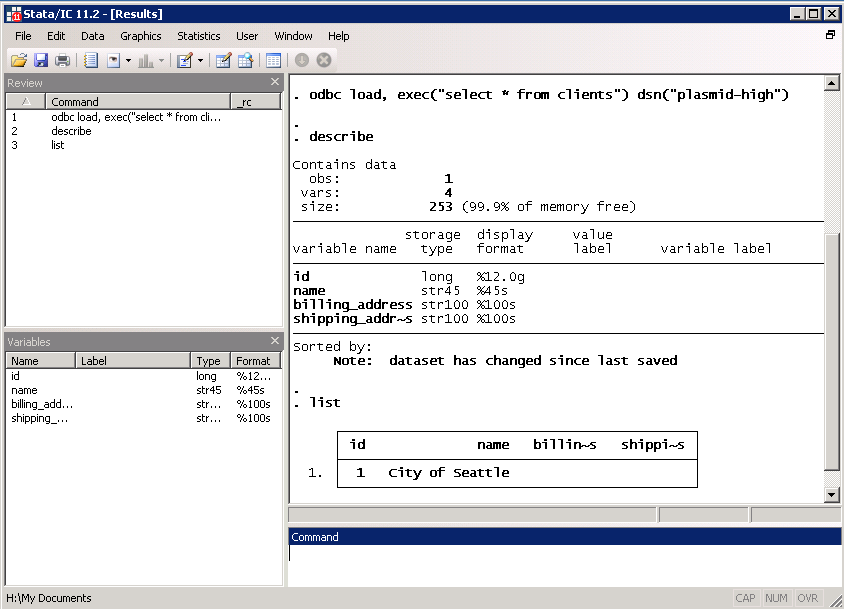 Stata/IC 11.2 - [Results]
File Edit Data Graphics Statistics User Window Help
Review
Command _rc
1 odbc load, exec("select * from cli...
2 describe
3 list
Variables
Name Label Type Format
id long %12...
name str45 %45s
billing_add... str... %100s
shipping_... str... %100s
. odbc load, exec("select * from clients") dsn("plasmid-high")
.
. describe
Contains data
obs: 1
vars: 4
size: 253 (99.9% of memory free)
storage display value
variable name type format label variable label
id long %12.0g
name str45 %45s
billing_address str100 %100s
shipping_addr~s str100 %100s
Sorted by:
Note: dataset has changed since last saved
.
. list
id name billin~s shippi~s
1. 1 City of Seattle
Command
H:\My Documents
CAP NUM OVR